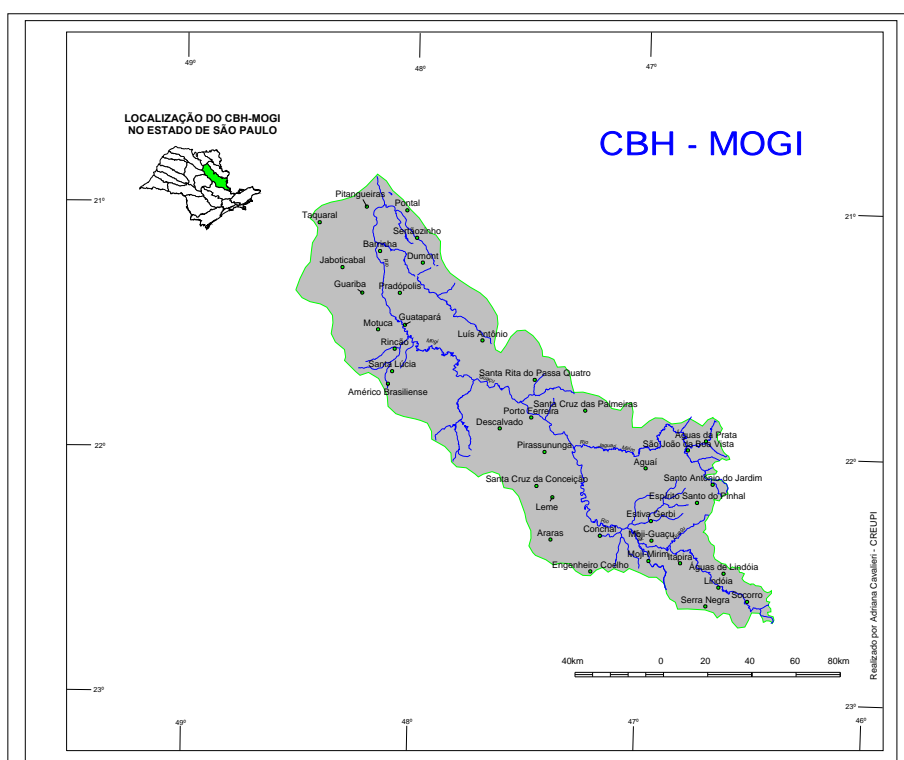 49º
48º
47º
LOCALIZAÇÃO DO CBH-MOGI
NO ESTADO DE SÃO PAULO
CBH - MOGI
21º
21º
Pitangueiras
Pontal
Taquaral
Sertãozinho
Barrinha
Dumont
Jaboticabal
Rio
Guariba
Pradópolis
Guatapará
Motuca
Luís Antônio
Rincão
Mogi
Santa Lúcia
Santa Rita do Passa Quatro
Américo Brasiliense
Santa Cruz das Palmeiras
Porto Ferreira
Descalvado
Águas da Prata
22º
Pirassununga
Rio
São João da Boa Vista
22º
Aguaí
Santa Cruz da Conceição
Santo Antônio do Jardim
Leme
Espírito Santo do Pinhal
Estiva Gerbi
Rio
Araras
Conchal
Moji-Guaçu
Moji-Mirim
Itapira
Engenheiro Coelho
Águas de Lindóia
Lindóia
Serra Negra
Socorro
40km
0
20
40
60
80km
Realizado por Adriana Cavalieri - CREUPI
23º
23º
49º
48º
47º
46º